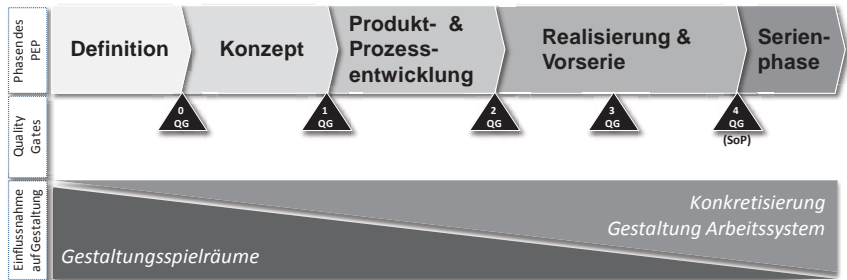 Phasen des
PEP
Definition
Konzept
Produkt- &
Prozess-
entwicklung
Realisierung &
Vorserie
Serien-
phase
Quality
Gates
0
QG
1
QG
2
QG
3
QG
4
QG
(SoP)
Einflussnahme
auf Gestaltung
Konkretisierung
Gestaltung Arbeitssystem
Gestaltungsspielräume